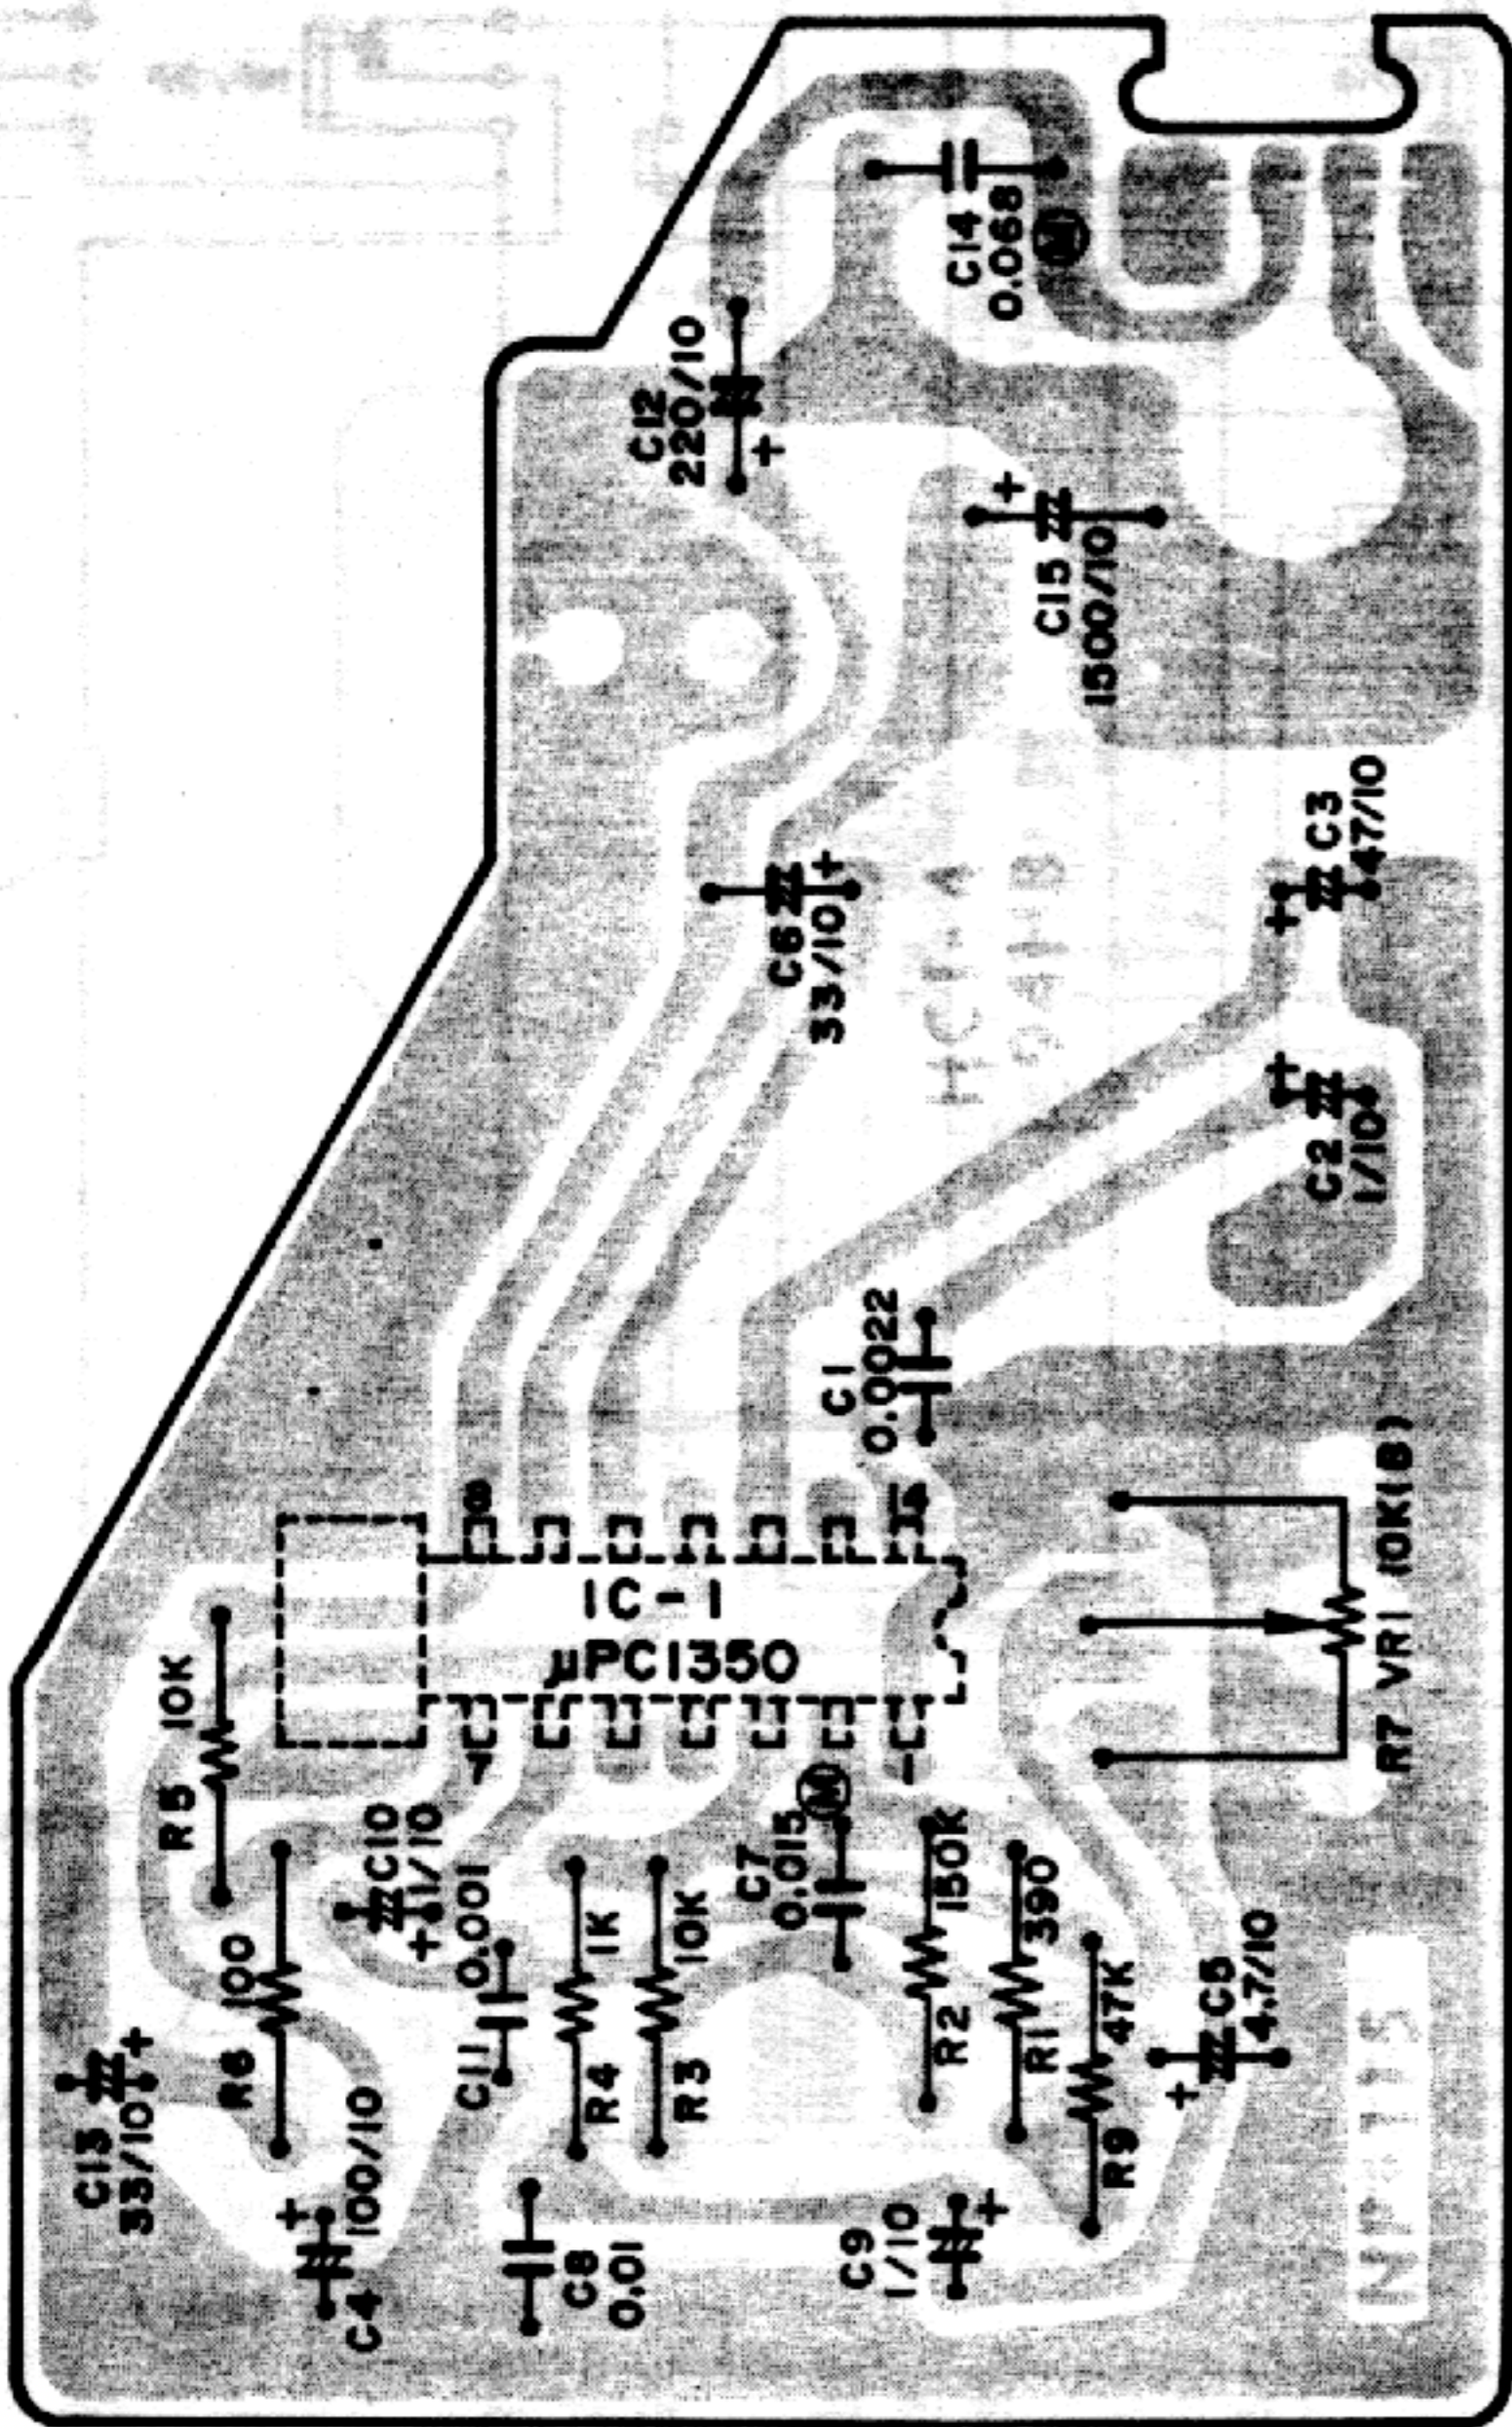 C14
0.068
M
C12
220/10
+
+
C15
1500/10
C3
47/10
+
C6
33/10
+
HCI-A
C2
1/10
+
C1
0.0022
8
14
IC-1
µPC1350
7
1
10K
R5
R7 VR1 10K(B)
C10
1/10
+
0.001
C11
C7
0.015
M
150K
R2
390
R1
1K
R4
10K
R3
100
R6
47K
R9
C5
4.7/10
+
C13
33/10
+
C4
100/10
+
C8
0.01
C9
1/10
+